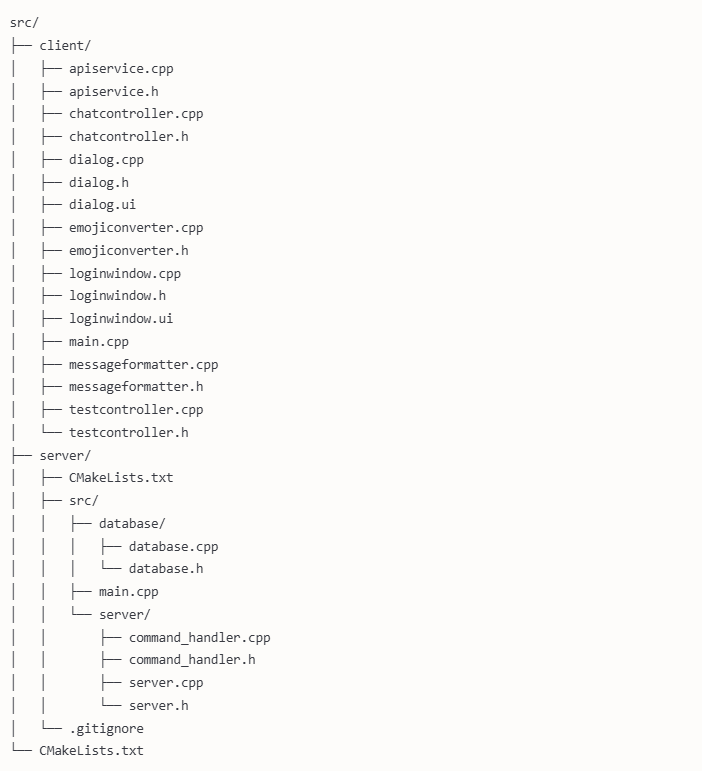 src/
├── client/
│   ├── apiservice.cpp
│   ├── apiservice.h
│   ├── chatcontroller.cpp
│   ├── chatcontroller.h
│   ├── dialog.cpp
│   ├── dialog.h
│   ├── dialog.ui
│   ├── emojiconverter.cpp
│   ├── emojiconverter.h
│   ├── loginwindow.cpp
│   ├── loginwindow.h
│   ├── loginwindow.ui
│   ├── main.cpp
│   ├── messageformatter.cpp
│   ├── messageformatter.h
│   ├── testcontroller.cpp
│   └── testcontroller.h
├── server/
│   ├── CMakeLists.txt
│   ├── src/
│   │   ├── database/
│   │   │   ├── database.cpp
│   │   │   └── database.h
│   │   ├── main.cpp
│   │   └── server/
│   │       ├── command_handler.cpp
│   │       ├── command_handler.h
│   │       ├── server.cpp
│   │       └── server.h
│   └── .gitignore
└── CMakeLists.txt